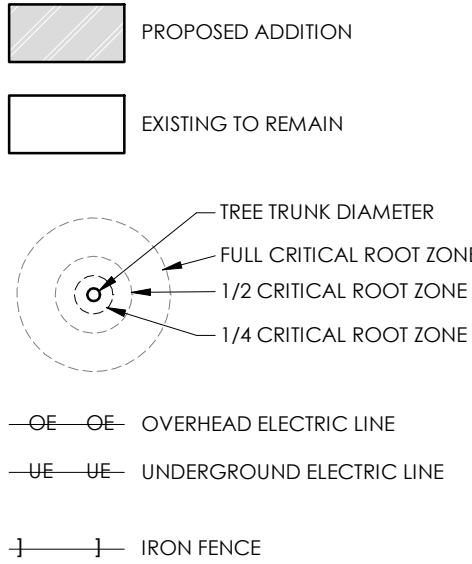 PROPOSED ADDITION
EXISTING TO REMAIN
TREE TRUNK DIAMETER
FULL CRITICAL ROOT ZONE
1/2 CRITICAL ROOT ZONE
1/4 CRITICAL ROOT ZONE
OE OE OVERHEAD ELECTRIC LINE
UE UE UNDERGROUND ELECTRIC LINE
IRON FENCE